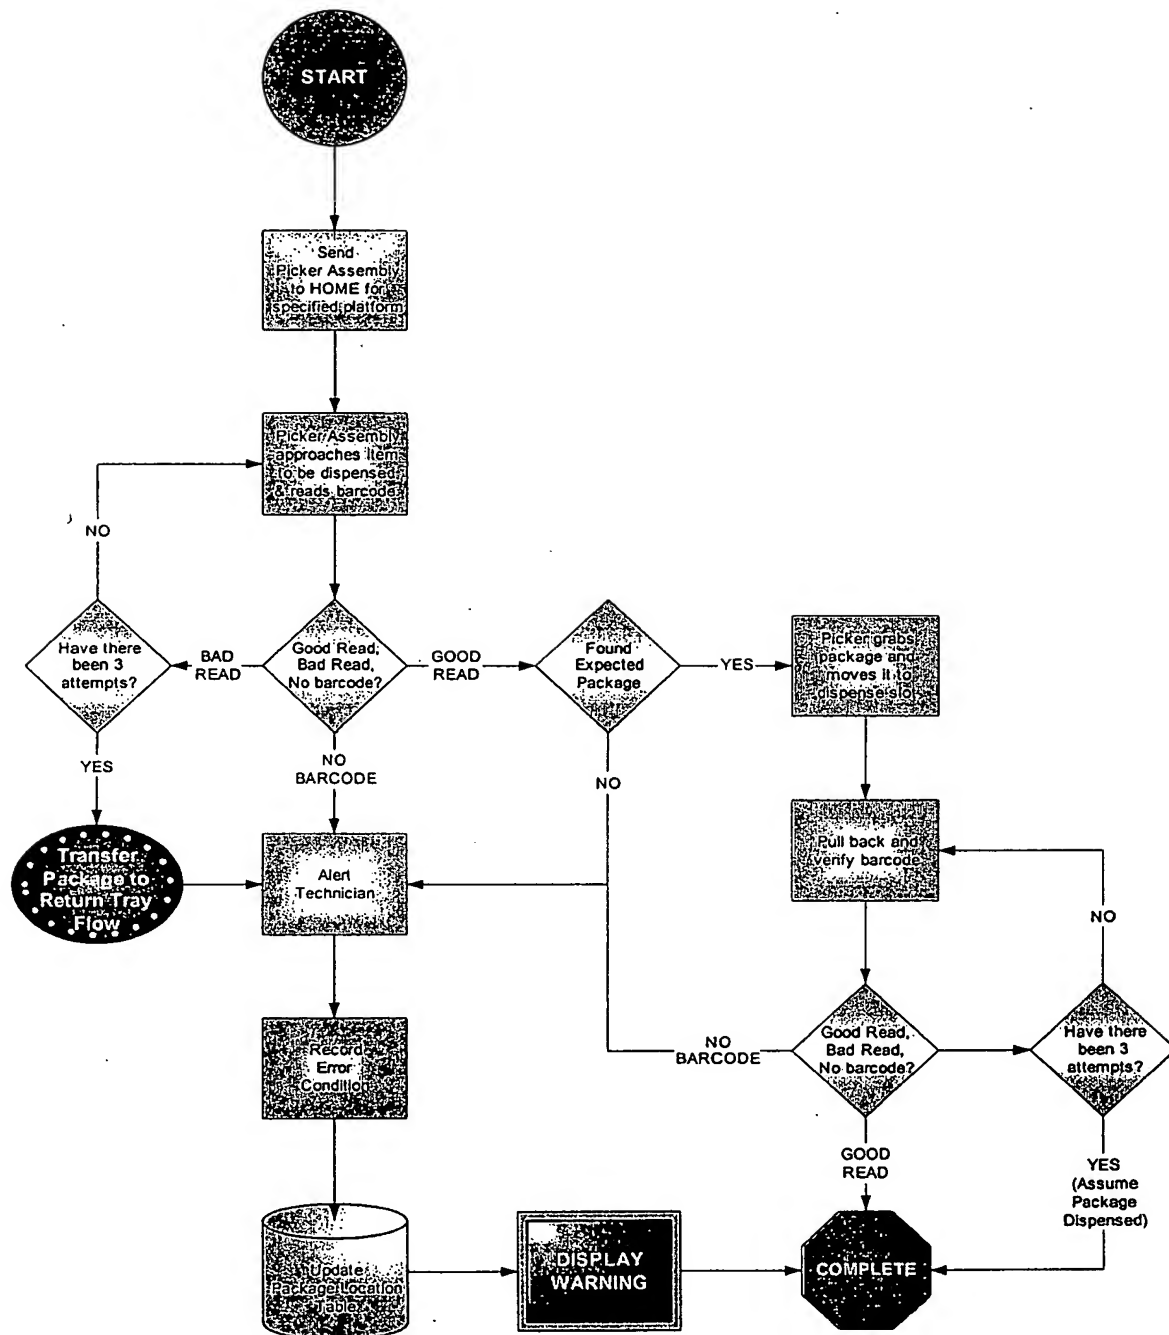 START
Send
Picker Assembly
to HOME for
specified platform
Picker Assembly
approaches item
to be dispensed
& reads barcode
NO
Have there
been 3
attempts?
BAD
READ
Good Read,
Bad Read,
No barcode?
GOOD
READ
Found
Expected
Package
YES
Picker grabs
package and
moves it to
dispense slot
YES
NO
BARCODE
NO
Transfer
Package to
Return Tray
Flow
Alert
Technician
Pull back and
verify barcode
NO
Record
Error
Condition
NO
BARCODE
Good Read,
Bad Read,
No barcode?
Have there
been 3
attempts?
GOOD
READ
YES
(Assume
Package
Dispensed)
Update
Package Location
Table
DISPLAY
WARNING
COMPLETE